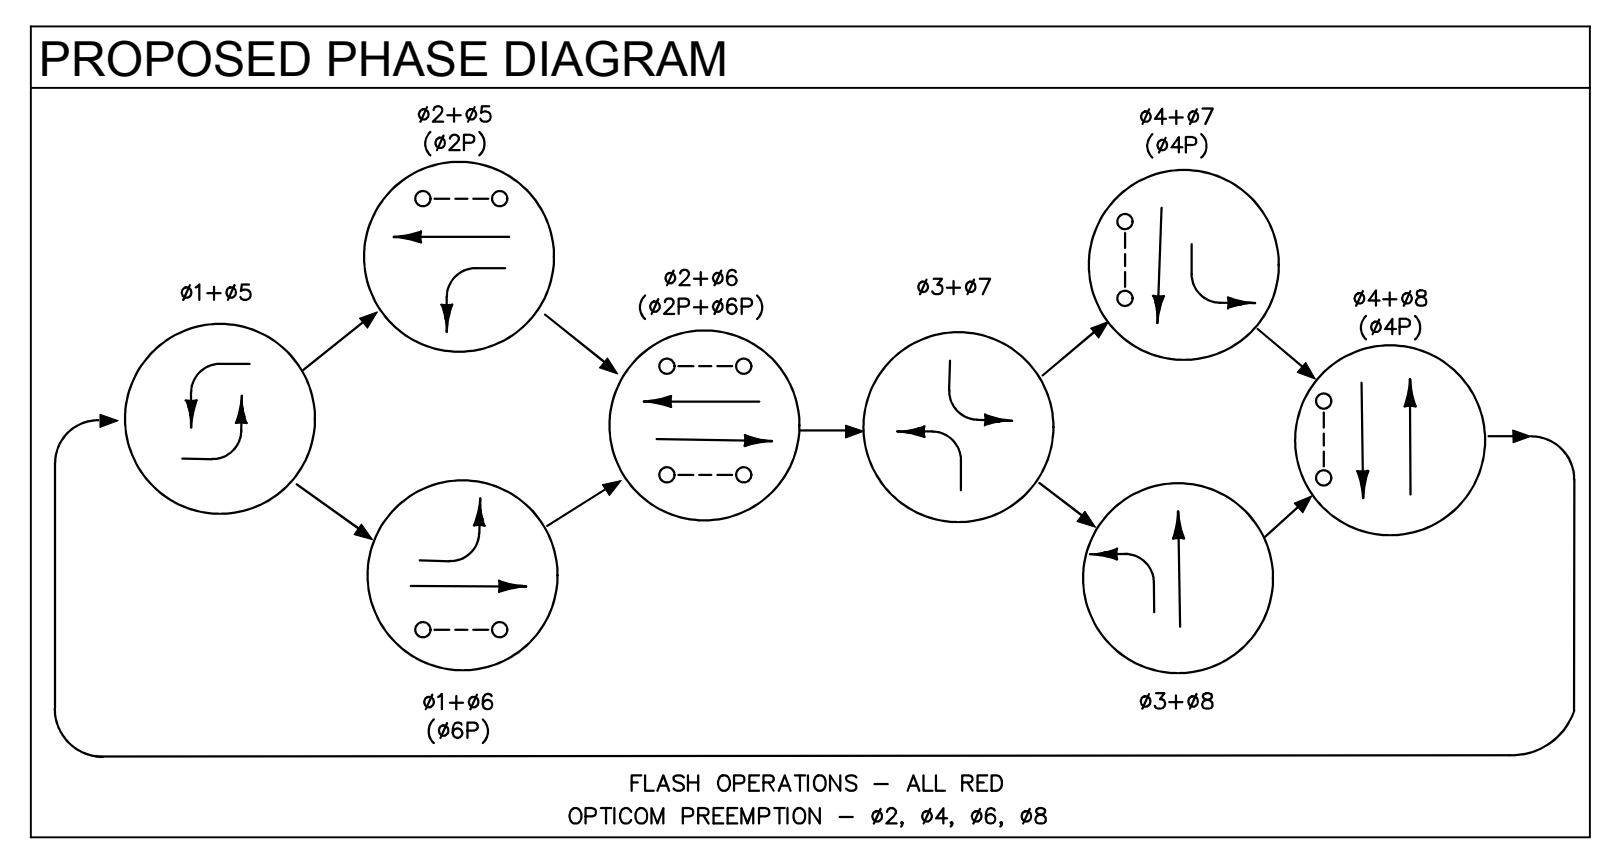 PROPOSED PHASE DIAGRAM
ø2+ø5
(ø2P)
ø4+ø7
(ø4P)
ø1+ø5
ø2+ø6
(ø2P+ø6P)
ø3+ø7
ø4+ø8
(ø4P)
ø1+ø6
(ø6P)
ø3+ø8
FLASH OPERATIONS – ALL RED
OPTICOM PREEMPTION – ø2, ø4, ø6, ø8